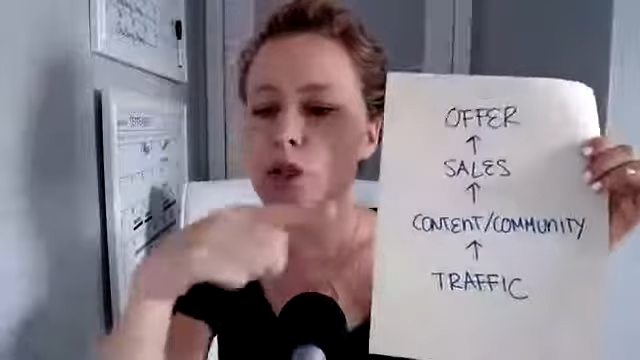 OFFER
↑
SALES
↑
CONTENT/COMMUNITY
↑
TRAFFIC